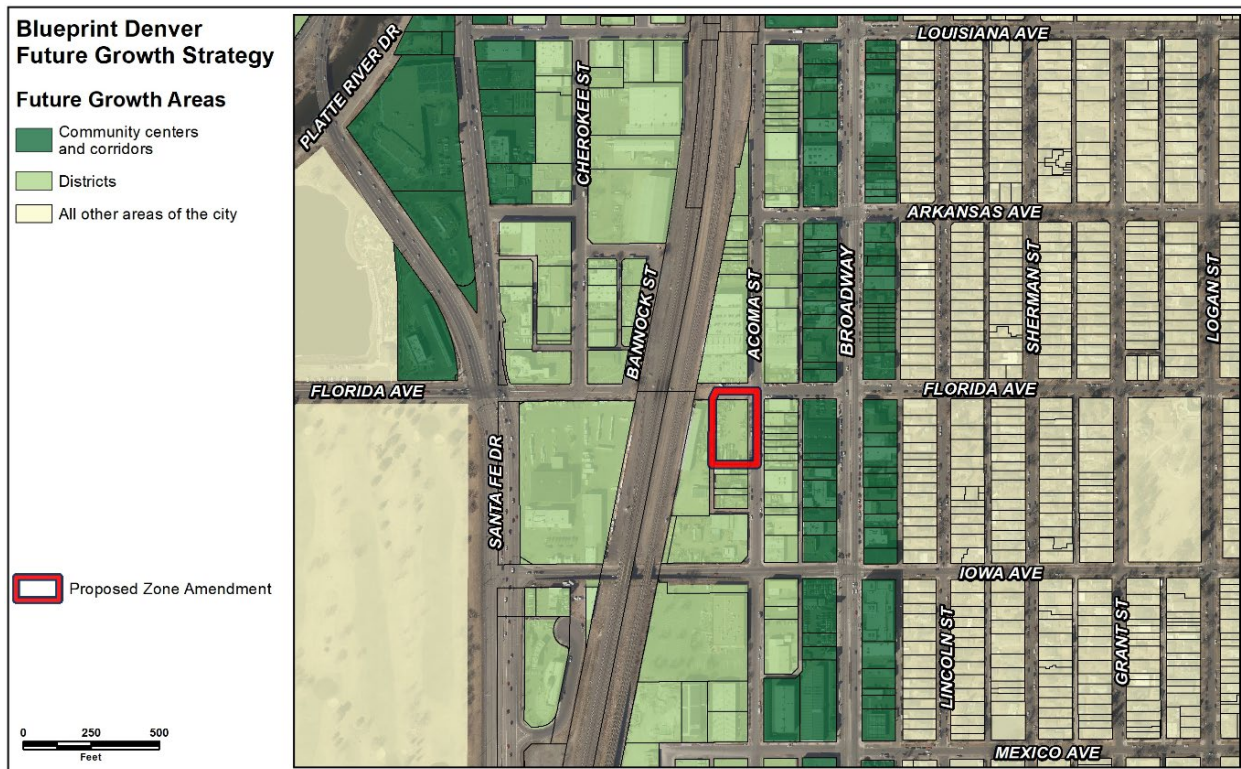 Blueprint Denver
Future Growth Strategy
Future Growth Areas
Community centers
and corridors
Districts
All other areas of the city
Proposed Zone Amendment
0 250 500
Feet
PLATTE RIVER DR
CHEROKEE ST
LOUISIANA AVE
ARKANSAS AVE
BANNOCK ST
ACOMA ST
BROADWAY
SHERMAN ST
LOGAN ST
FLORIDA AVE
FLORIDA AVE
SANTA FE DR
IOWA AVE
LINCOLN ST
GRANT ST
MEXICO AVE